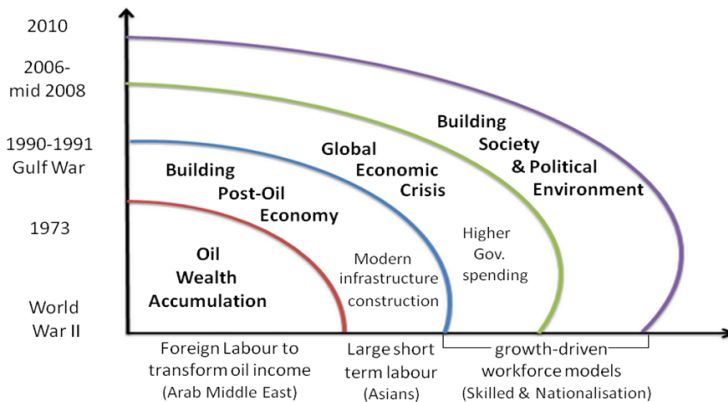 2010
2006-
mid 2008
1990-1991
Gulf War
1973
World
War II
Building
Society
& Political
Environment
Global
Economic
Crisis
Building
Post-Oil
Economy
Oil
Wealth
Accumulation
Modern
infrastructure
construction
Higher
Gov.
spending
Foreign Labour to
transform oil income
(Arab Middle East)
Large short
term labour
(Asians)
growth-driven
workforce models
(Skilled & Nationalisation)